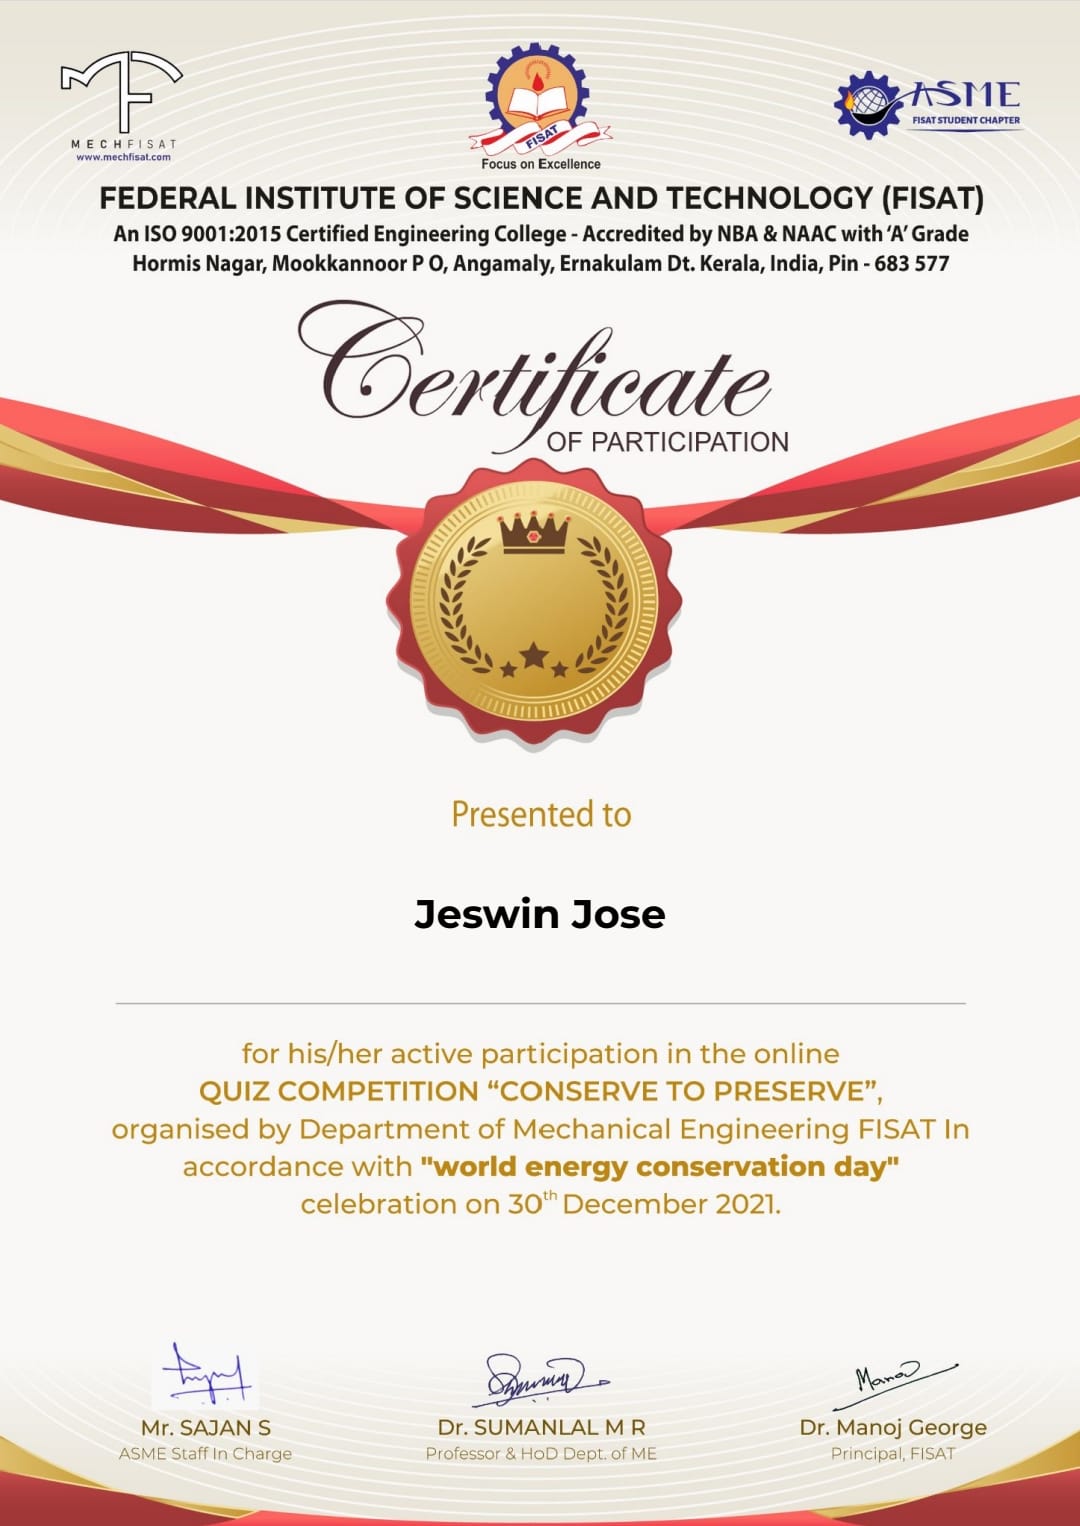 MECHFISAT
www.mechfisat.com
FISAT
Focus on Excellence
ASME
FISAT STUDENT CHAPTER
FEDERAL INSTITUTE OF SCIENCE AND TECHNOLOGY (FISAT)
An ISO 9001:2015 Certified Engineering College - Accredited by NBA & NAAC with ‘A’ Grade
Hormis Nagar, Mookkannoor P O, Angamaly, Ernakulam Dt. Kerala, India, Pin - 683 577
Certificate
OF PARTICIPATION
Presented to
Jeswin Jose
for his/her active participation in the online
QUIZ COMPETITION “CONSERVE TO PRESERVE”,
organised by Department of Mechanical Engineering FISAT In
accordance with "world energy conservation day"
celebration on 30th December 2021.
Manoj
Mr. SAJAN S
ASME Staff In Charge
Dr. SUMANLAL M R
Professor & HoD Dept. of ME
Dr. Manoj George
Principal, FISAT